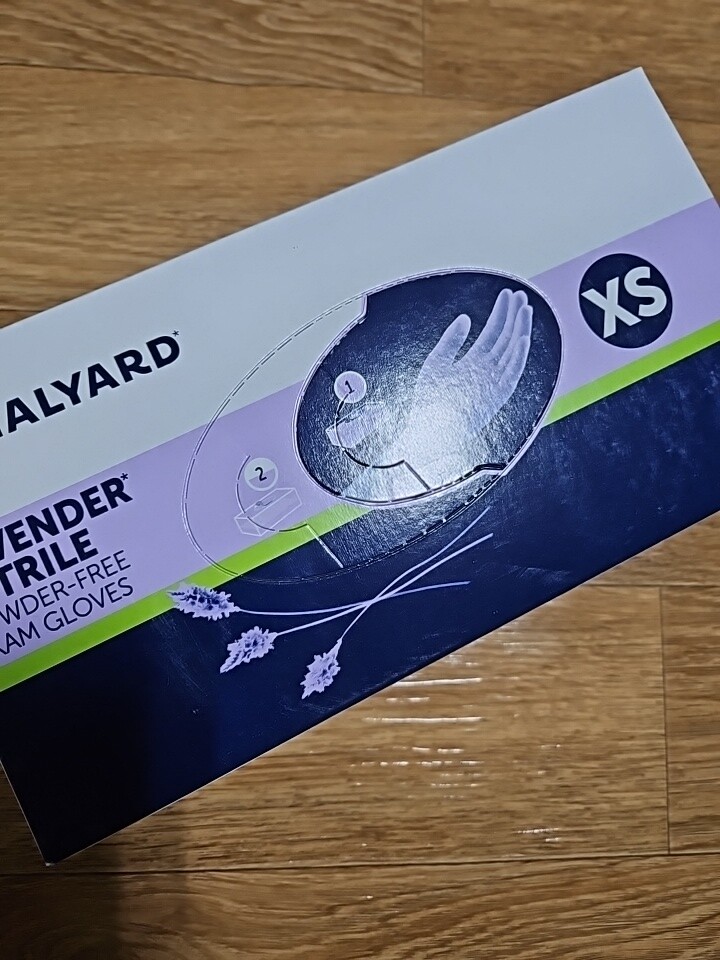 HALYARD*
VENDER*
TRILE
WDER-FREE
AM GLOVES
1
2
XS